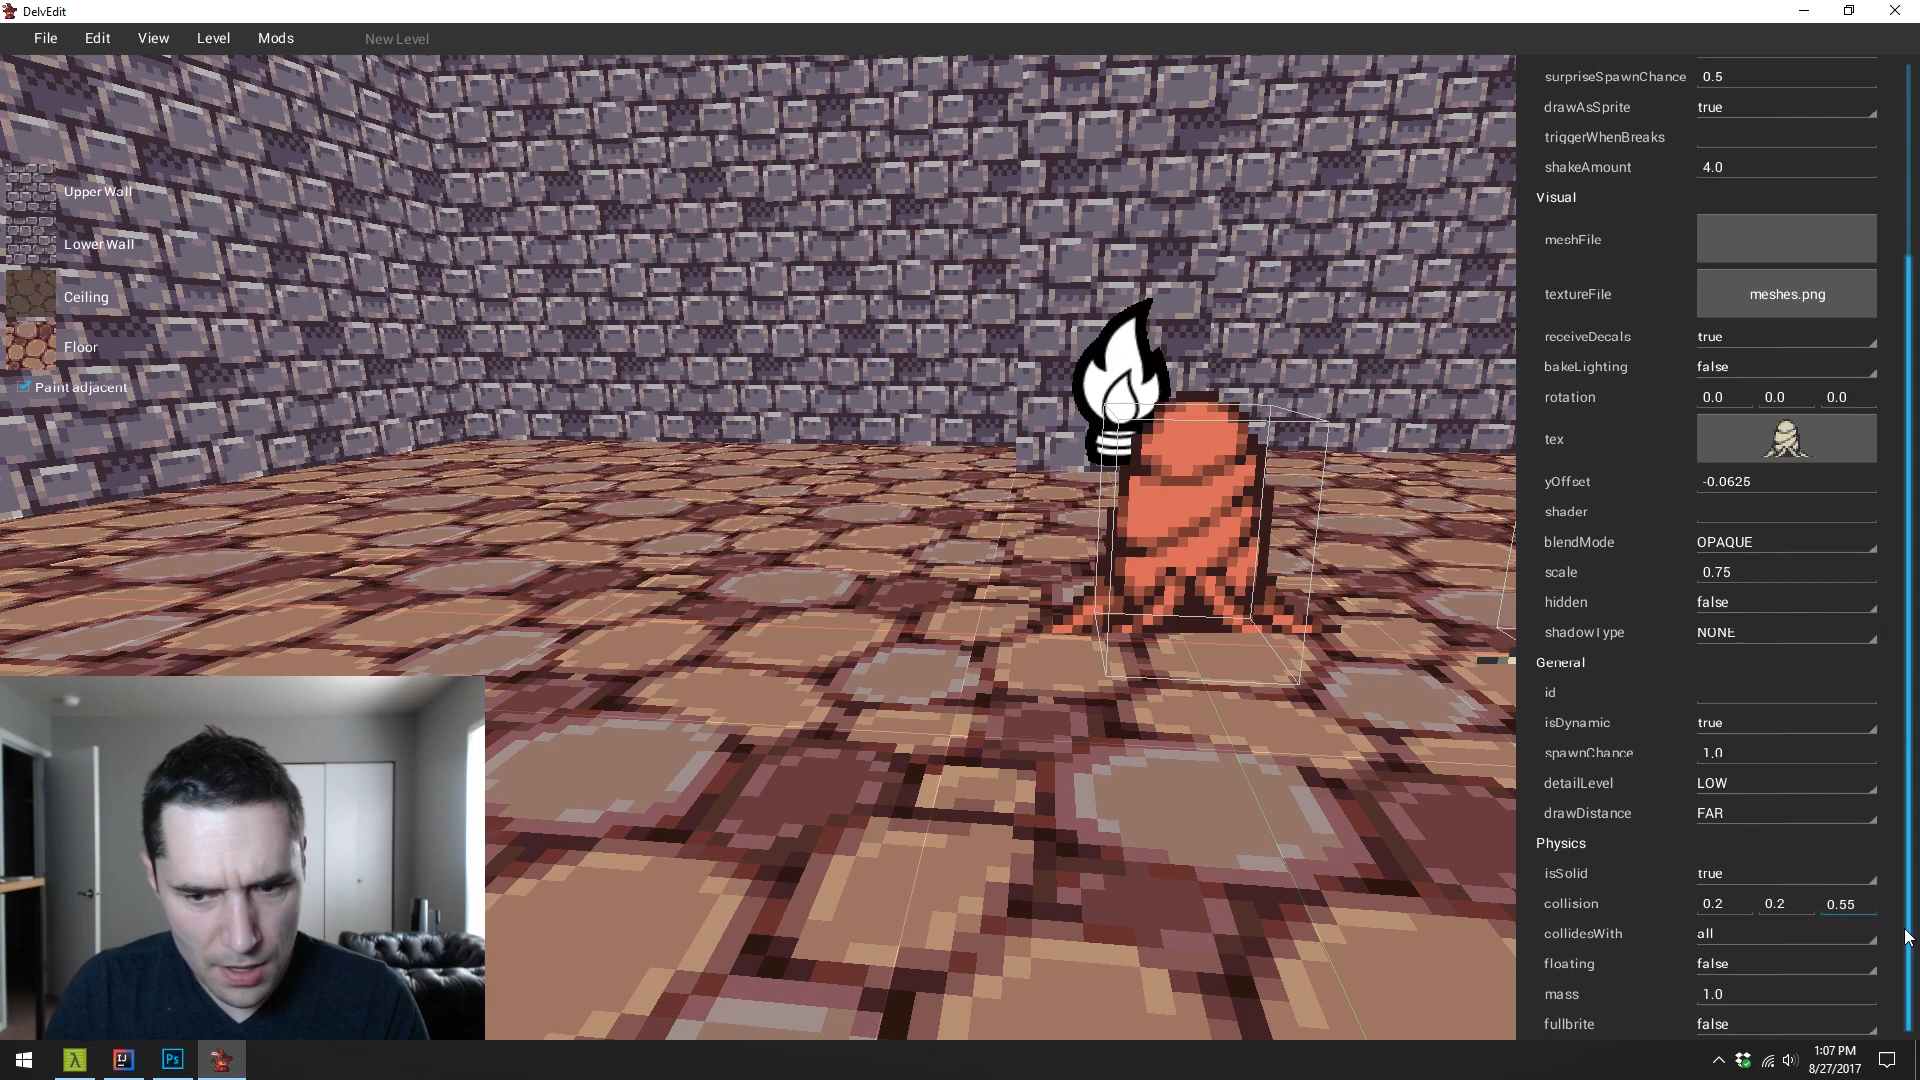 DelvEdit
File Edit View Level Mods New Level
Upper Wall
Lower Wall
Ceiling
Floor
Paint adjacent
surpriseSpawnChance 0.5
drawAsSprite true
triggerWhenBreaks
shakeAmount 4.0
Visual
meshFile
textureFile meshes.png
receiveDecals true
bakeLighting false
rotation 0.0 0.0 0.0
tex
yOffset -0.0625
shader
blendMode OPAQUE
scale 0.75
hidden false
shadowType NONE
General
id
isDynamic true
spawnChance 1.0
detailLevel LOW
drawDistance FAR
Physics
isSolid true
collision 0.2 0.2 0.55
collidesWith all
floating false
mass 1.0
fullbrite false
λ IJ Ps
1:07 PM
8/27/2017